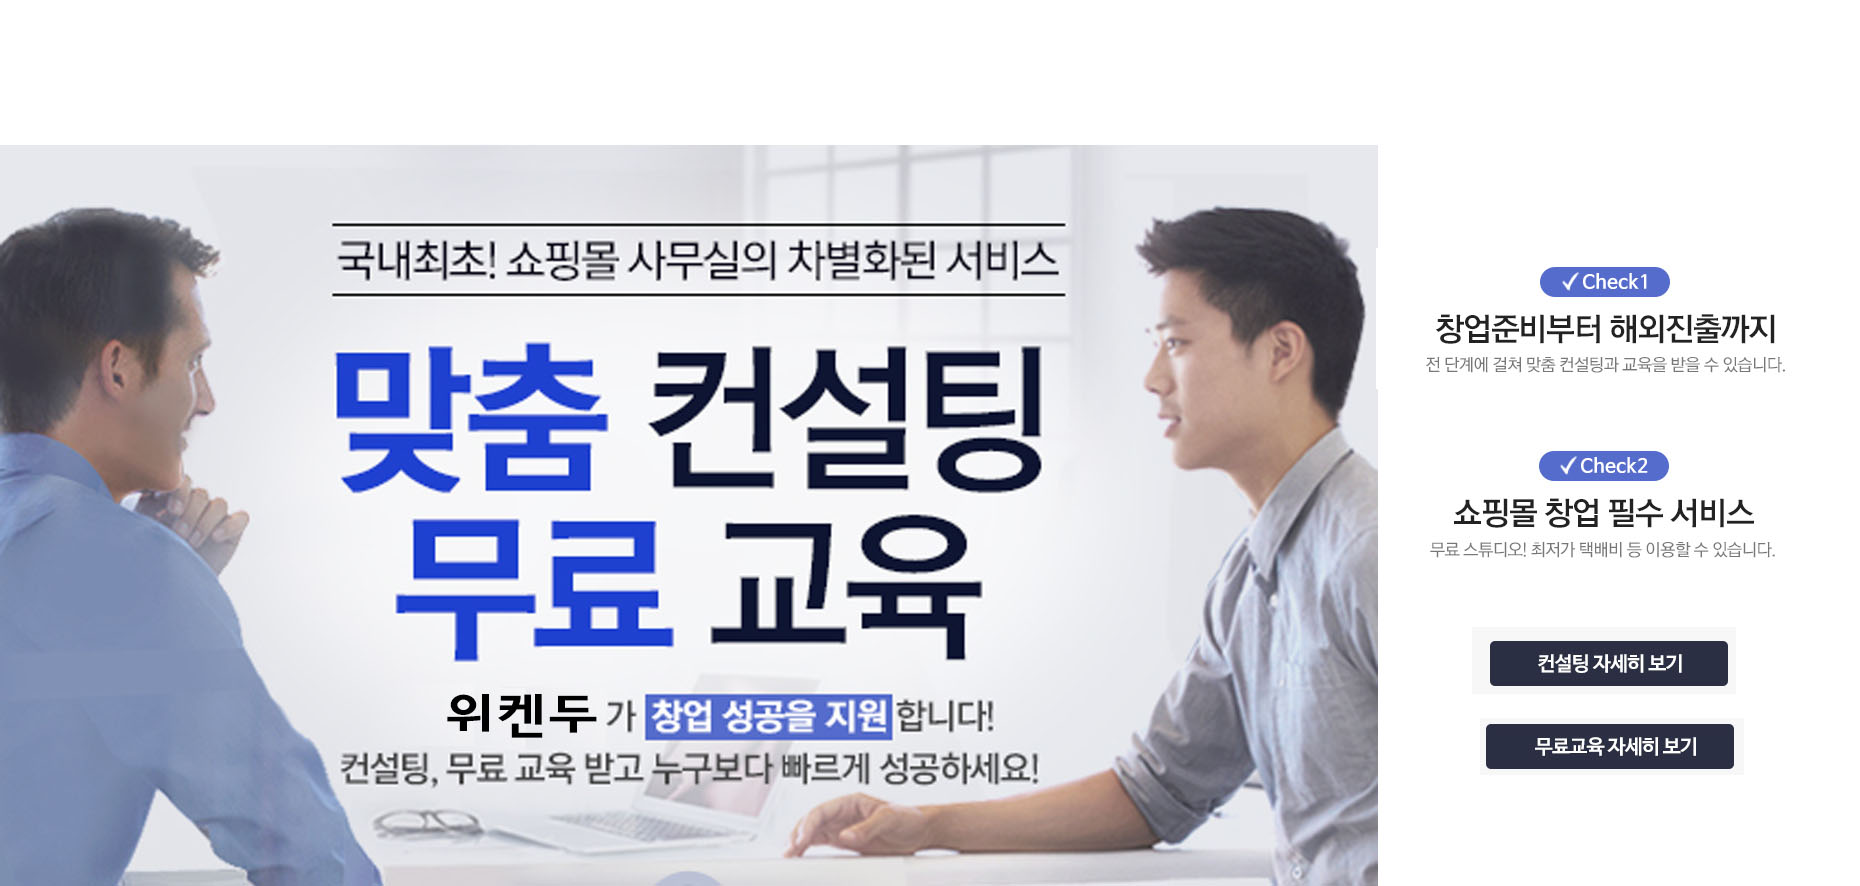 국내최초! 쇼핑몰 사무실의 차별화된 서비스
맞춤 컨설팅
무료 교육
위켄두 가 창업 성공을 지원 합니다!
컨설팅, 무료 교육 받고 누구보다 빠르게 성공하세요!
✓ Check1
창업준비부터 해외진출까지
전 단계에 걸쳐 맞춤 컨설팅과 교육을 받을 수 있습니다.
✓ Check2
쇼핑몰 창업 필수 서비스
무료 스튜디오! 최저가 택배비 등 이용할 수 있습니다.
컨설팅 자세히 보기
무료교육 자세히 보기